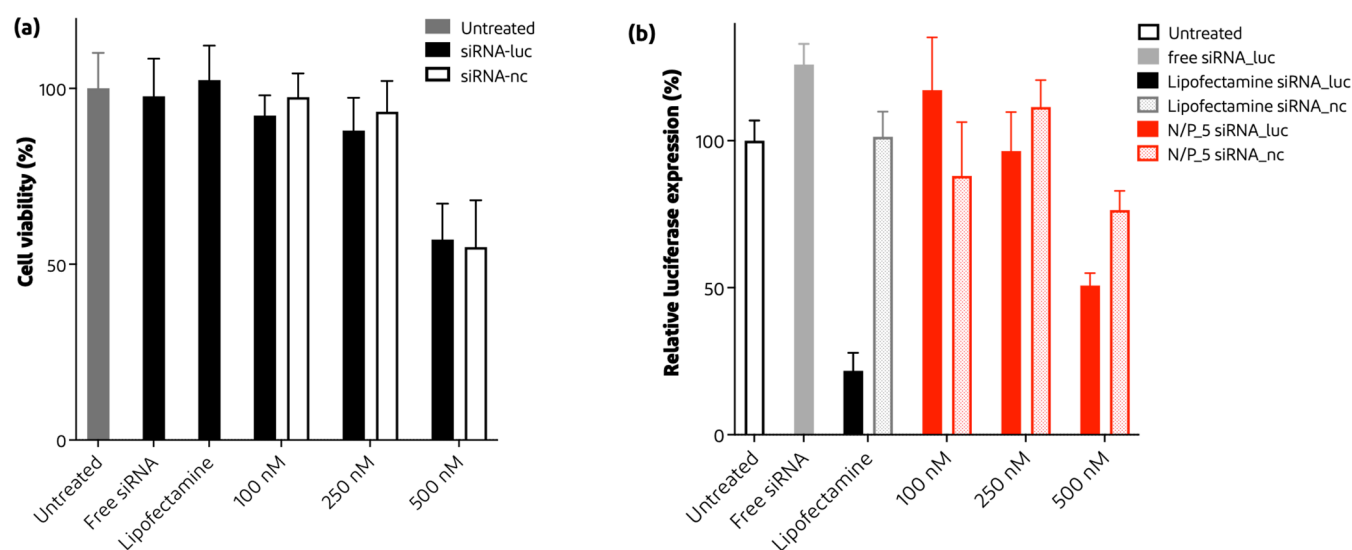 (a)
Untreated
siRNA-luc
siRNA-nc
Cell viability (%)
100
50
0
Untreated
Free siRNA
Lipofectamine
100 nM
250 nM
500 nM
(b)
Untreated
free siRNA_luc
Lipofectamine siRNA_luc
Lipofectamine siRNA_nc
N/P_5 siRNA_luc
N/P_5 siRNA_nc
Relative luciferase expression (%)
100
50
0
Untreated
Free siRNA
Lipofectamine
100 nM
250 nM
500 nM